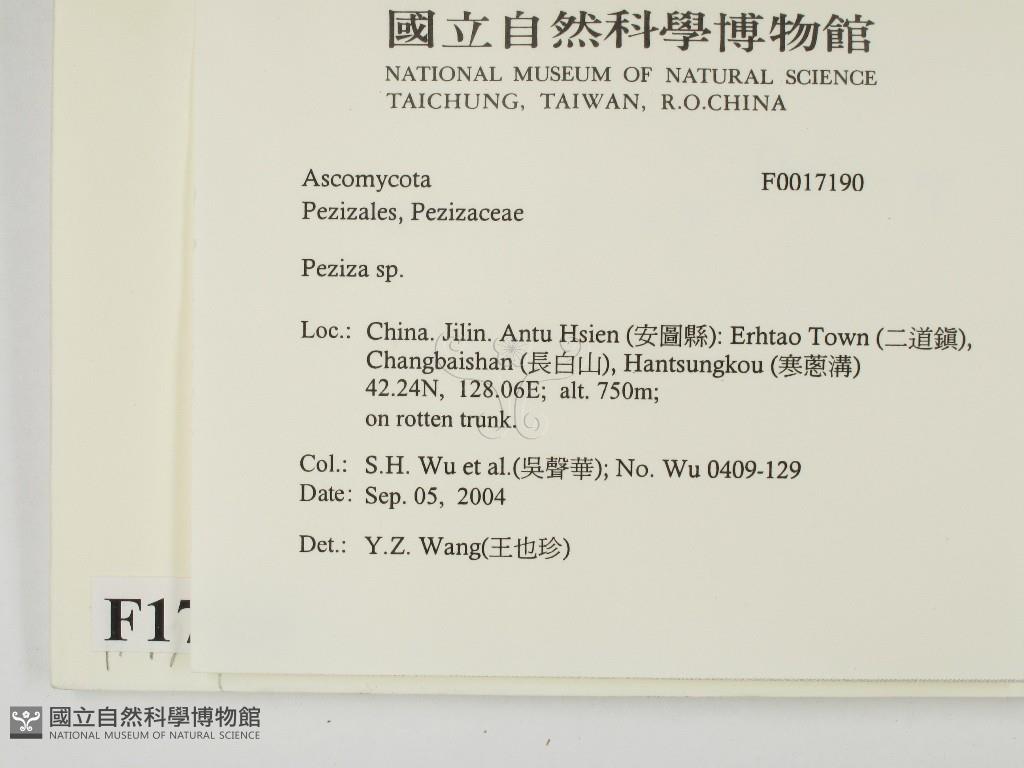 國立自然科學博物館
NATIONAL MUSEUM OF NATURAL SCIENCE
TAICHUNG, TAIWAN, R.O.CHINA
Ascomycota F0017190
Pezizales, Pezizaceae
Peziza sp.
Loc.: China. Jilin. Antu Hsien (安圖縣): Erhtao Town (二道鎭),
Changbaishan (長白山), Hantsungkou (寒蔥溝)
42.24N, 128.06E; alt. 750m;
on rotten trunk.
Col.: S.H. Wu et al.(吳聲華); No. Wu 0409-129
Date: Sep. 05, 2004
Det.: Y.Z. Wang(王也珍)
F17
國立自然科學博物館
NATIONAL MUSEUM OF NATURAL SCIENCE